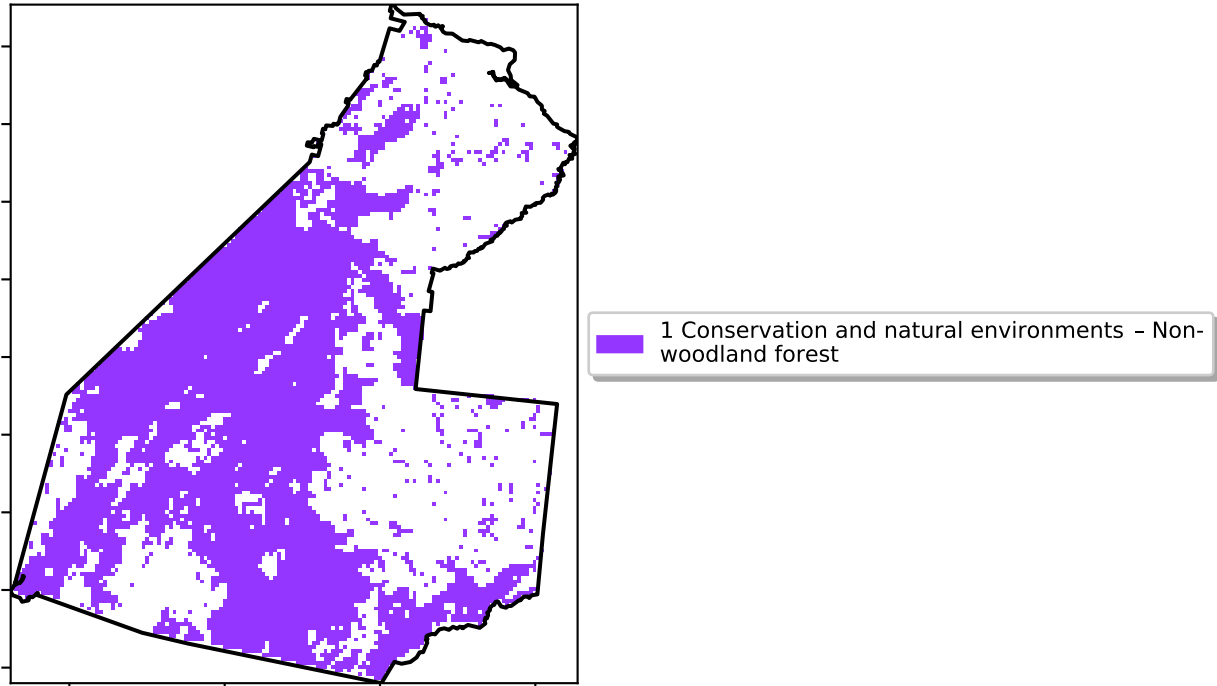 1 Conservation and natural environments – Non-
woodland forest